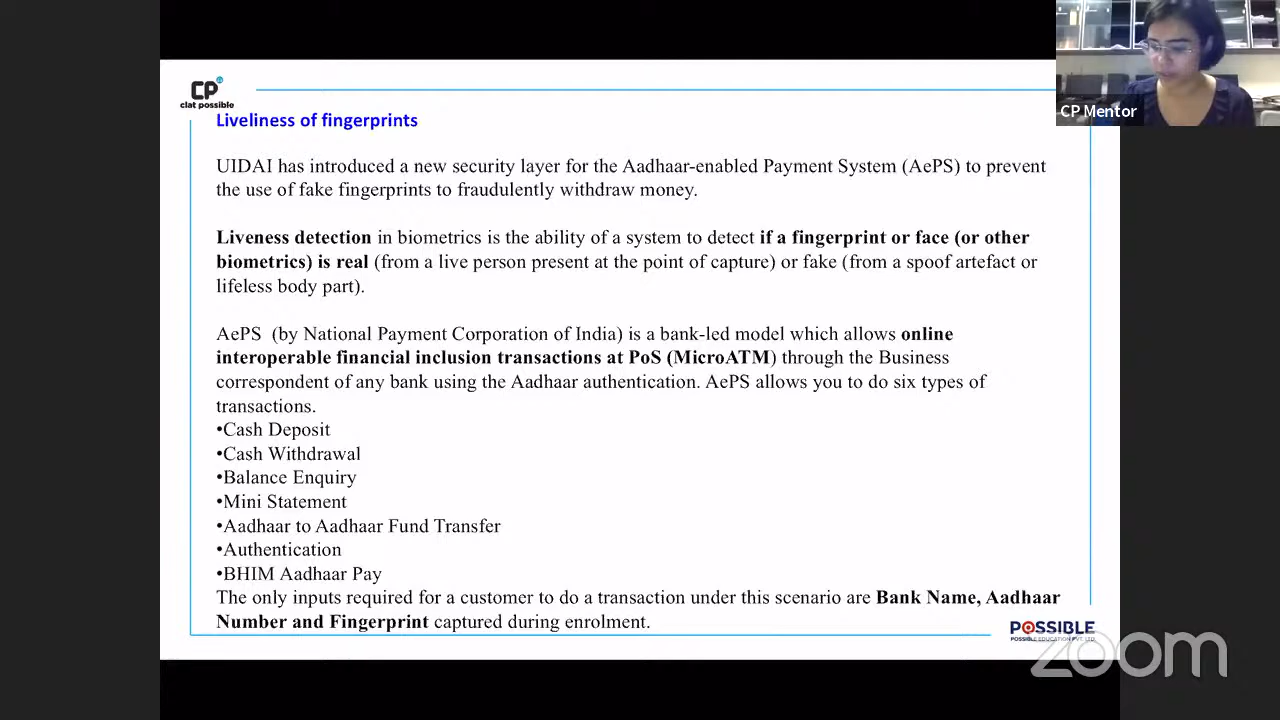 CP
clat possible
CP Mentor
Liveliness of fingerprints
UIDAI has introduced a new security layer for the Aadhaar-enabled Payment System (AePS) to prevent
the use of fake fingerprints to fraudulently withdraw money.
Liveness detection in biometrics is the ability of a system to detect if a fingerprint or face (or other
biometrics) is real (from a live person present at the point of capture) or fake (from a spoof artefact or
lifeless body part).
AePS (by National Payment Corporation of India) is a bank-led model which allows online
interoperable financial inclusion transactions at PoS (MicroATM) through the Business
correspondent of any bank using the Aadhaar authentication. AePS allows you to do six types of
transactions.
•Cash Deposit
•Cash Withdrawal
•Balance Enquiry
•Mini Statement
•Aadhaar to Aadhaar Fund Transfer
•Authentication
•BHIM Aadhaar Pay
The only inputs required for a customer to do a transaction under this scenario are Bank Name, Aadhaar
Number and Fingerprint captured during enrolment.
POSSIBLE
POSSIBLE EDUCATION PVT. LTD.
zoom